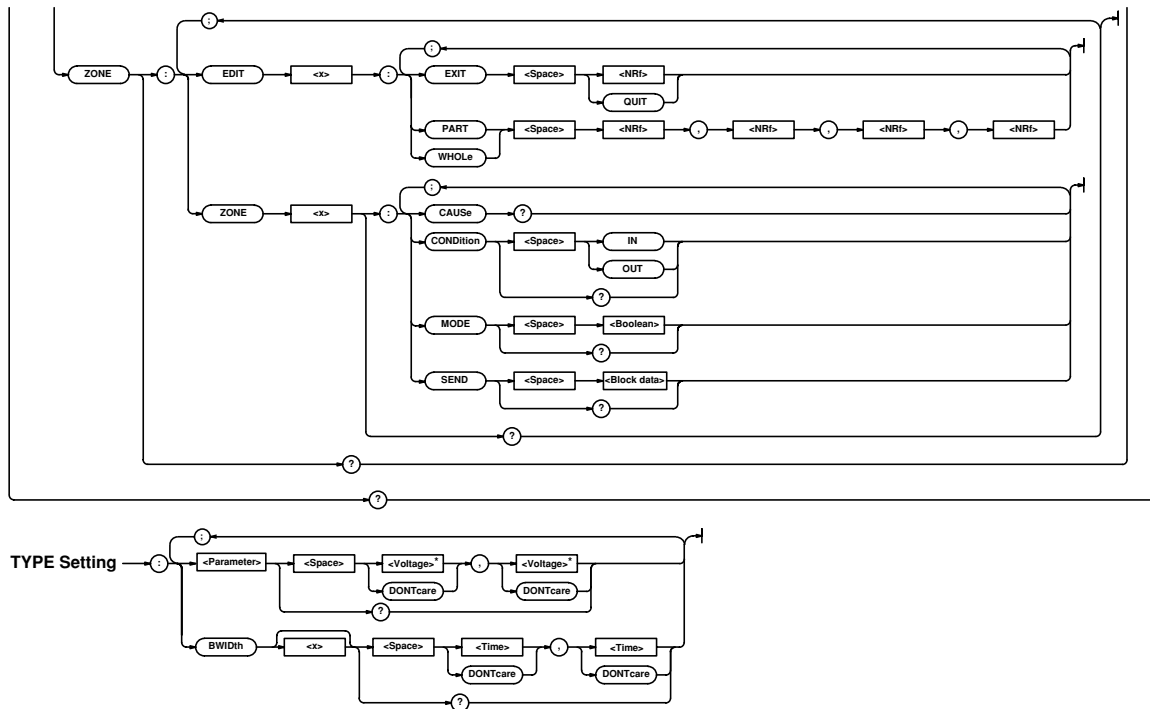 ;
;
ZONE : EDIT <x> : EXIT <Space> <NRf>
QUIT
PART <Space> <NRf> , <NRf> , <NRf> , <NRf>
WHOLe
;
ZONE <x> : CAUSe ?
CONDition <Space> IN
OUT
?
MODE <Space> <Boolean>
?
SEND <Space> <Block data>
?
?
?
?
;
TYPE Setting : <Parameter> <Space> <Voltage>* , <Voltage>*
DONTcare DONTcare
?
BWIDth <x> <Space> <Time> , <Time>
DONTcare DONTcare
?